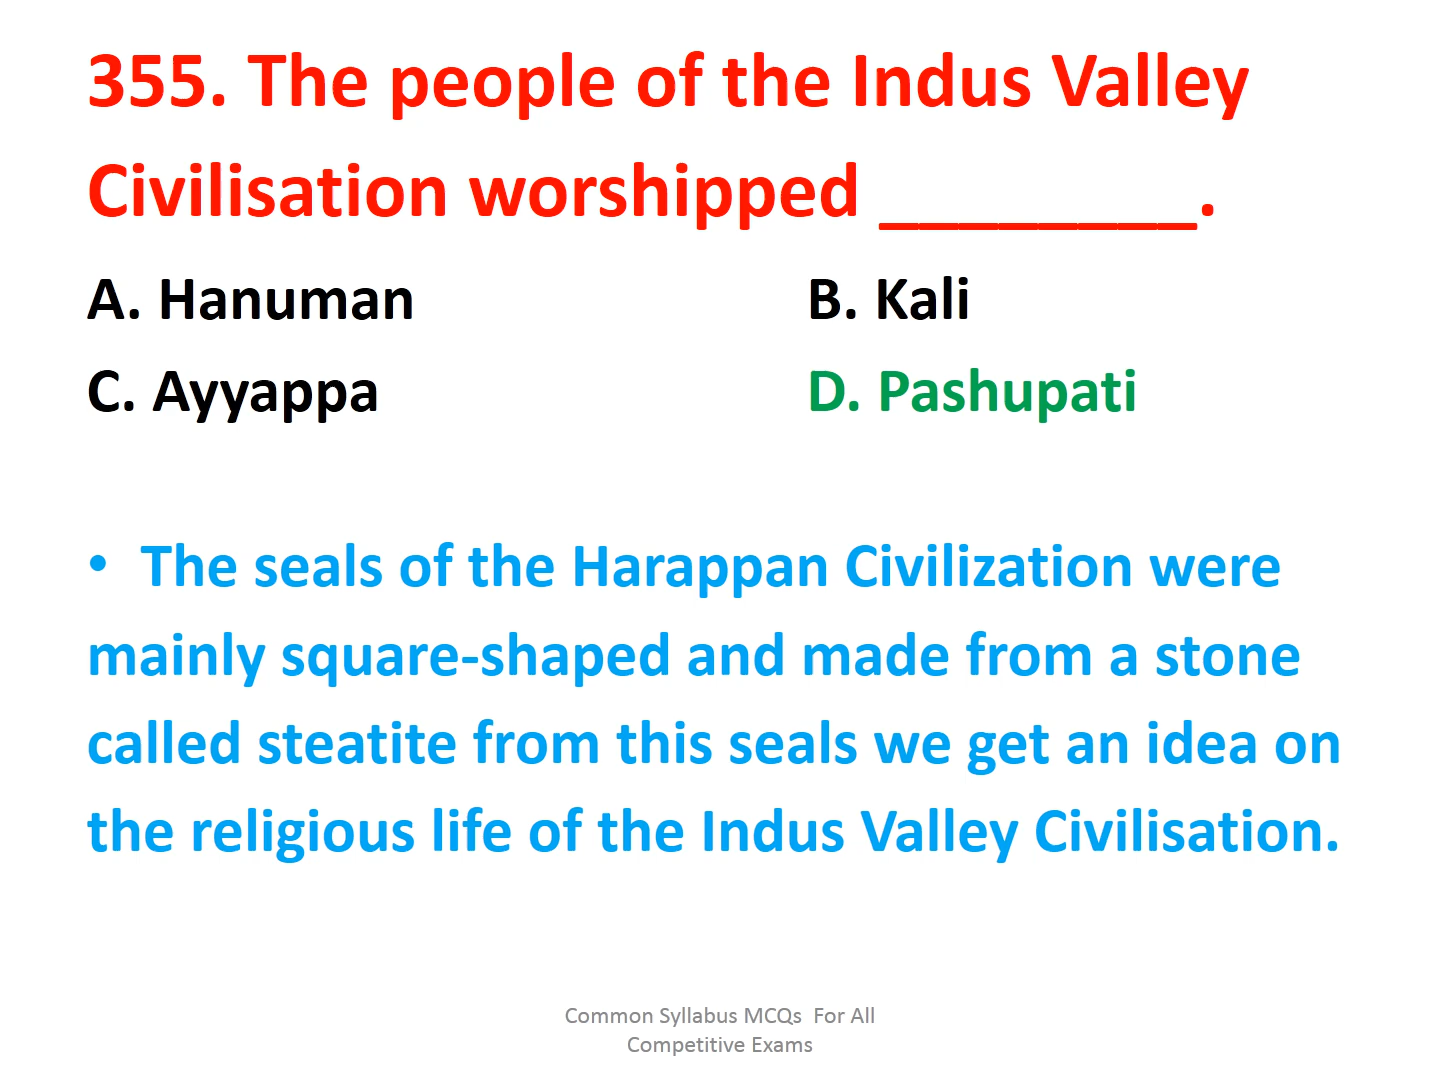 355. The people of the Indus Valley
Civilisation worshipped ________.
A. Hanuman B. Kali
C. Ayyappa D. Pashupati
• The seals of the Harappan Civilization were
mainly square-shaped and made from a stone
called steatite from this seals we get an idea on
the religious life of the Indus Valley Civilisation.
Common Syllabus MCQs For All
Competitive Exams